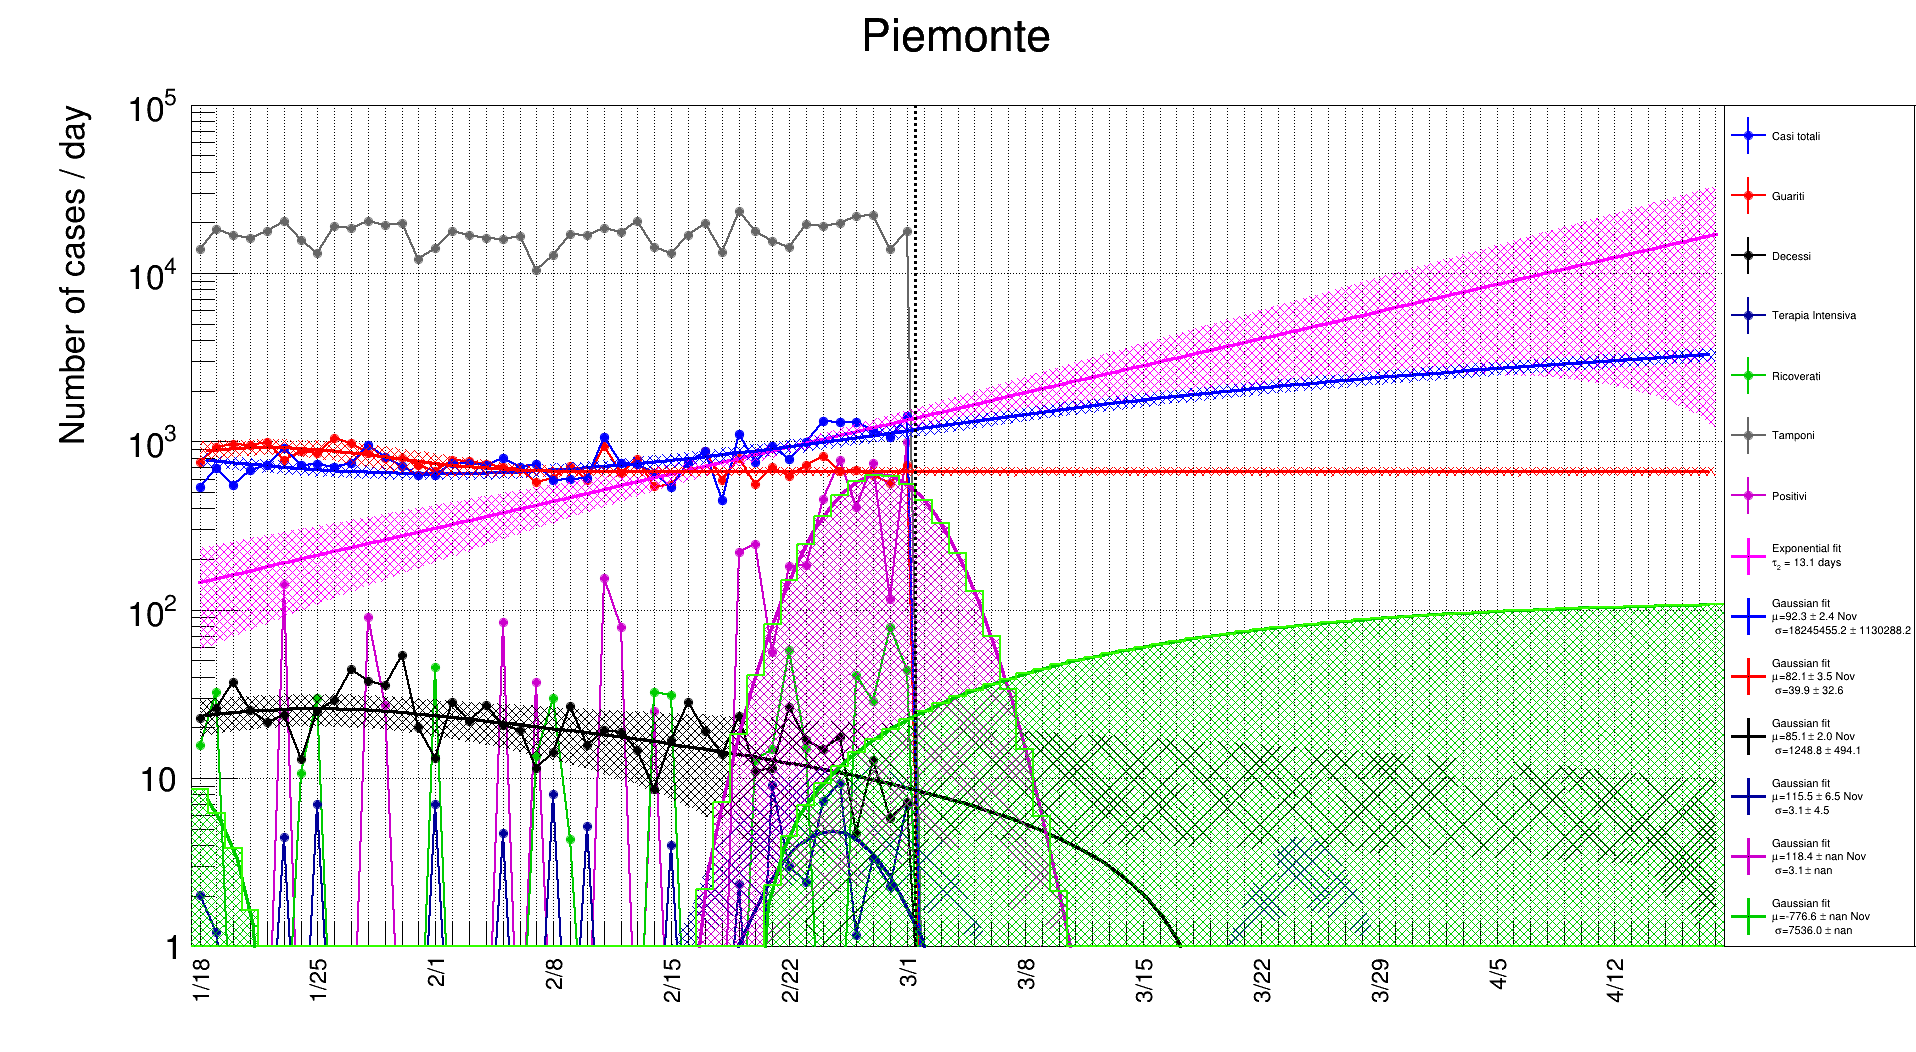 Piemonte
Number of cases / day
10^5
10^4
10^3
10^2
10
1
1/18
1/25
2/1
2/8
2/15
2/22
3/1
3/8
3/15
3/22
3/29
4/5
4/12
Casi totali
Guariti
Decessi
Terapia Intensiva
Ricoverati
Tamponi
Positivi
Exponential fit
τ₂ = 13.1 days
Gaussian fit
μ=92.3 ± 2.4 Nov
σ=18245455.2 ± 1130288.2
Gaussian fit
μ=82.1 ± 3.5 Nov
σ=39.9 ± 32.6
Gaussian fit
μ=85.1 ± 2.0 Nov
σ=1248.8 ± 494.1
Gaussian fit
μ=115.5 ± 6.5 Nov
σ=3.1 ± 4.5
Gaussian fit
μ=118.4 ± nan Nov
σ=3.1 ± nan
Gaussian fit
μ=-776.6 ± nan Nov
σ=7536.0 ± nan